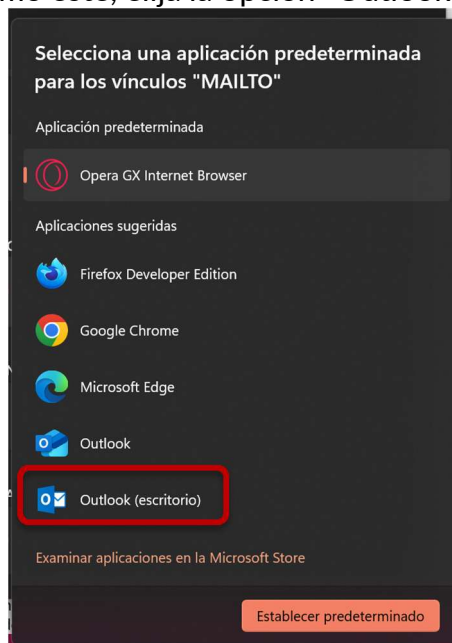 Selecciona una aplicación predeterminada
para los vínculos "MAILTO"
Aplicación predeterminada
Opera GX Internet Browser
Aplicaciones sugeridas
Firefox Developer Edition
Google Chrome
Microsoft Edge
Outlook
Outlook (escritorio)
Examinar aplicaciones en la Microsoft Store
Establecer predeterminado